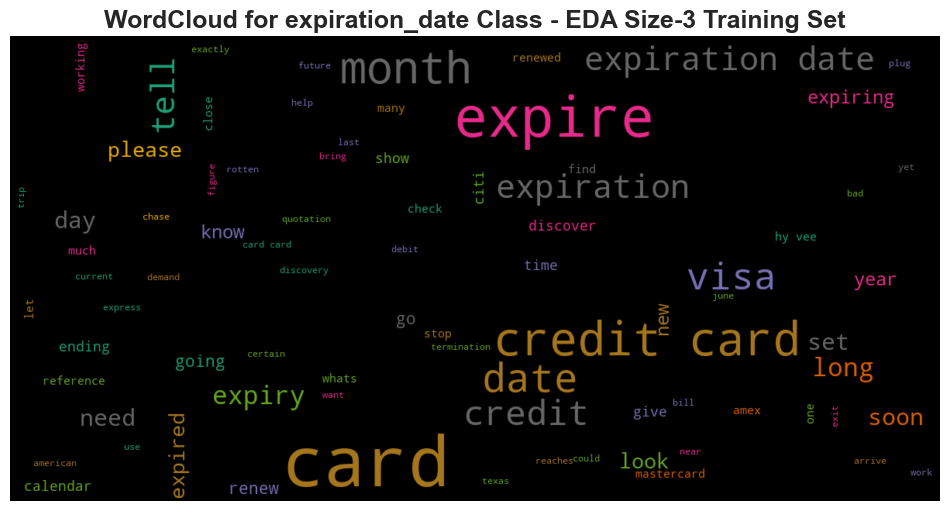 WordCloud for expiration_date Class - EDA Size-3 Training Set
working
exactly
future
month
renewed
expiration date
plug
tell
close
help
many
expire
expiring
please
last
bring
show
find
yet
rotten
figure
citi
expiration
bad
trip
day
chase
know
quotation
check
discover
hy vee
much
card card
debit
time
current
demand
discovery
visa
june
year
let
express
go
stop
new
ending
going
certain
termination
credit card
set
long
reference
whats
want
date
need
expiry
credit
give
bill
amex
one
exit
soon
expired
use
card
american
calendar
renew
texas
reaches
could
look
near
mastercard
arrive
work